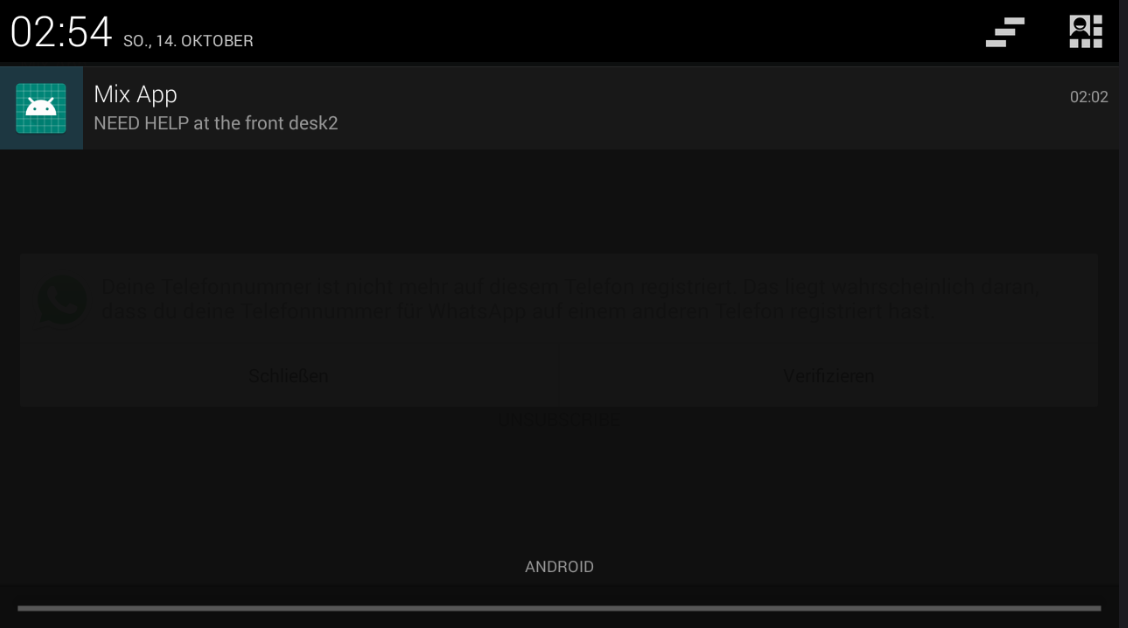 02:54 SO., 14. OKTOBER
Mix App 02:02
NEED HELP at the front desk2
Deine Telefonnummer ist nicht mehr auf diesem Telefon registriert. Das liegt wahrscheinlich daran,
dass du deine Telefonnummer für WhatsApp auf einem anderen Telefon registriert hast.
Schließen Verifizieren
ANDROID